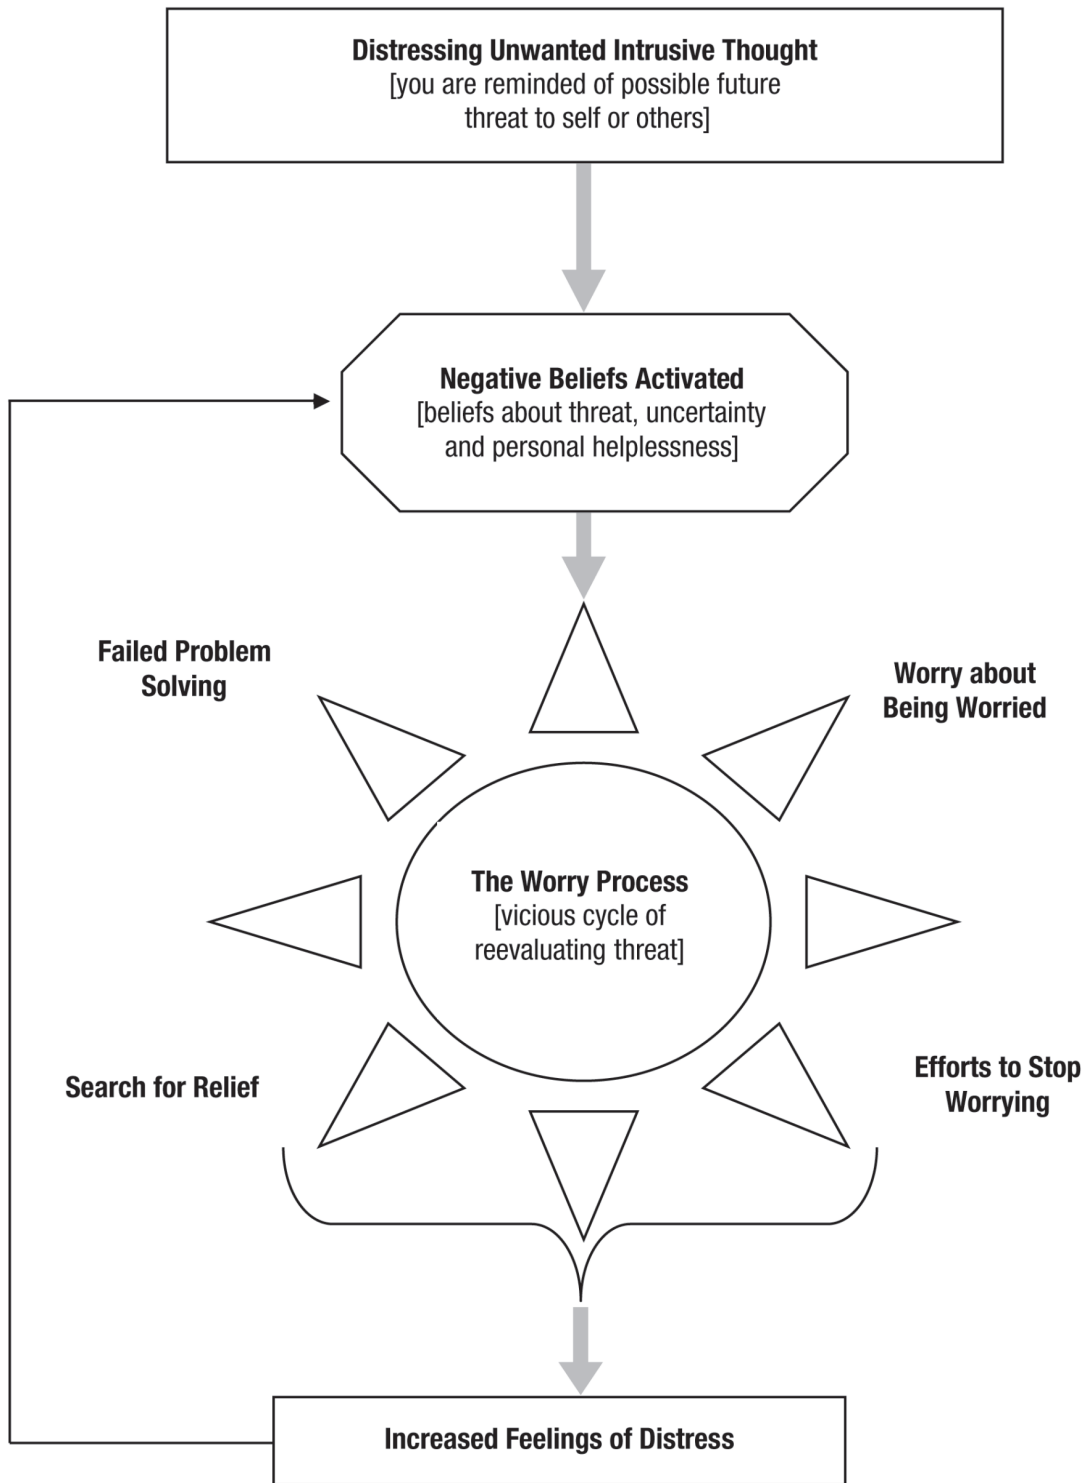 Distressing Unwanted Intrusive Thought
[you are reminded of possible future
threat to self or others]
Negative Beliefs Activated
[beliefs about threat, uncertainty
and personal helplessness]
Failed Problem
Solving
Worry about
Being Worried
The Worry Process
[vicious cycle of
reevaluating threat]
Search for Relief
Efforts to Stop
Worrying
Increased Feelings of Distress